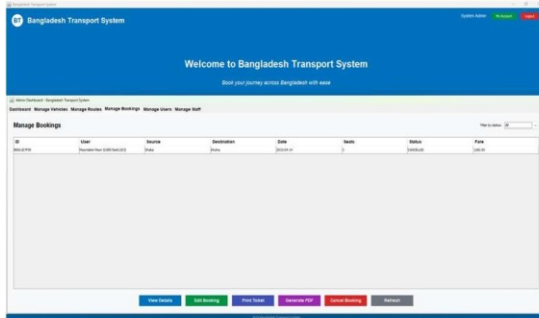 Bangladesh Transport System
BT Bangladesh Transport System
System Admin My Account Logout
Welcome to Bangladesh Transport System
Book your journey across Bangladesh with ease
Admin Dashboard - Bangladesh Transport System
Dashboard Manage Vehicles Manage Routes Manage Bookings Manage Users Manage Staff
Manage Bookings
Filter by status: All
ID User Source Destination Date Seats Status Fare
View Details Edit Booking Print Ticket Generate PDF Cancel Booking Refresh